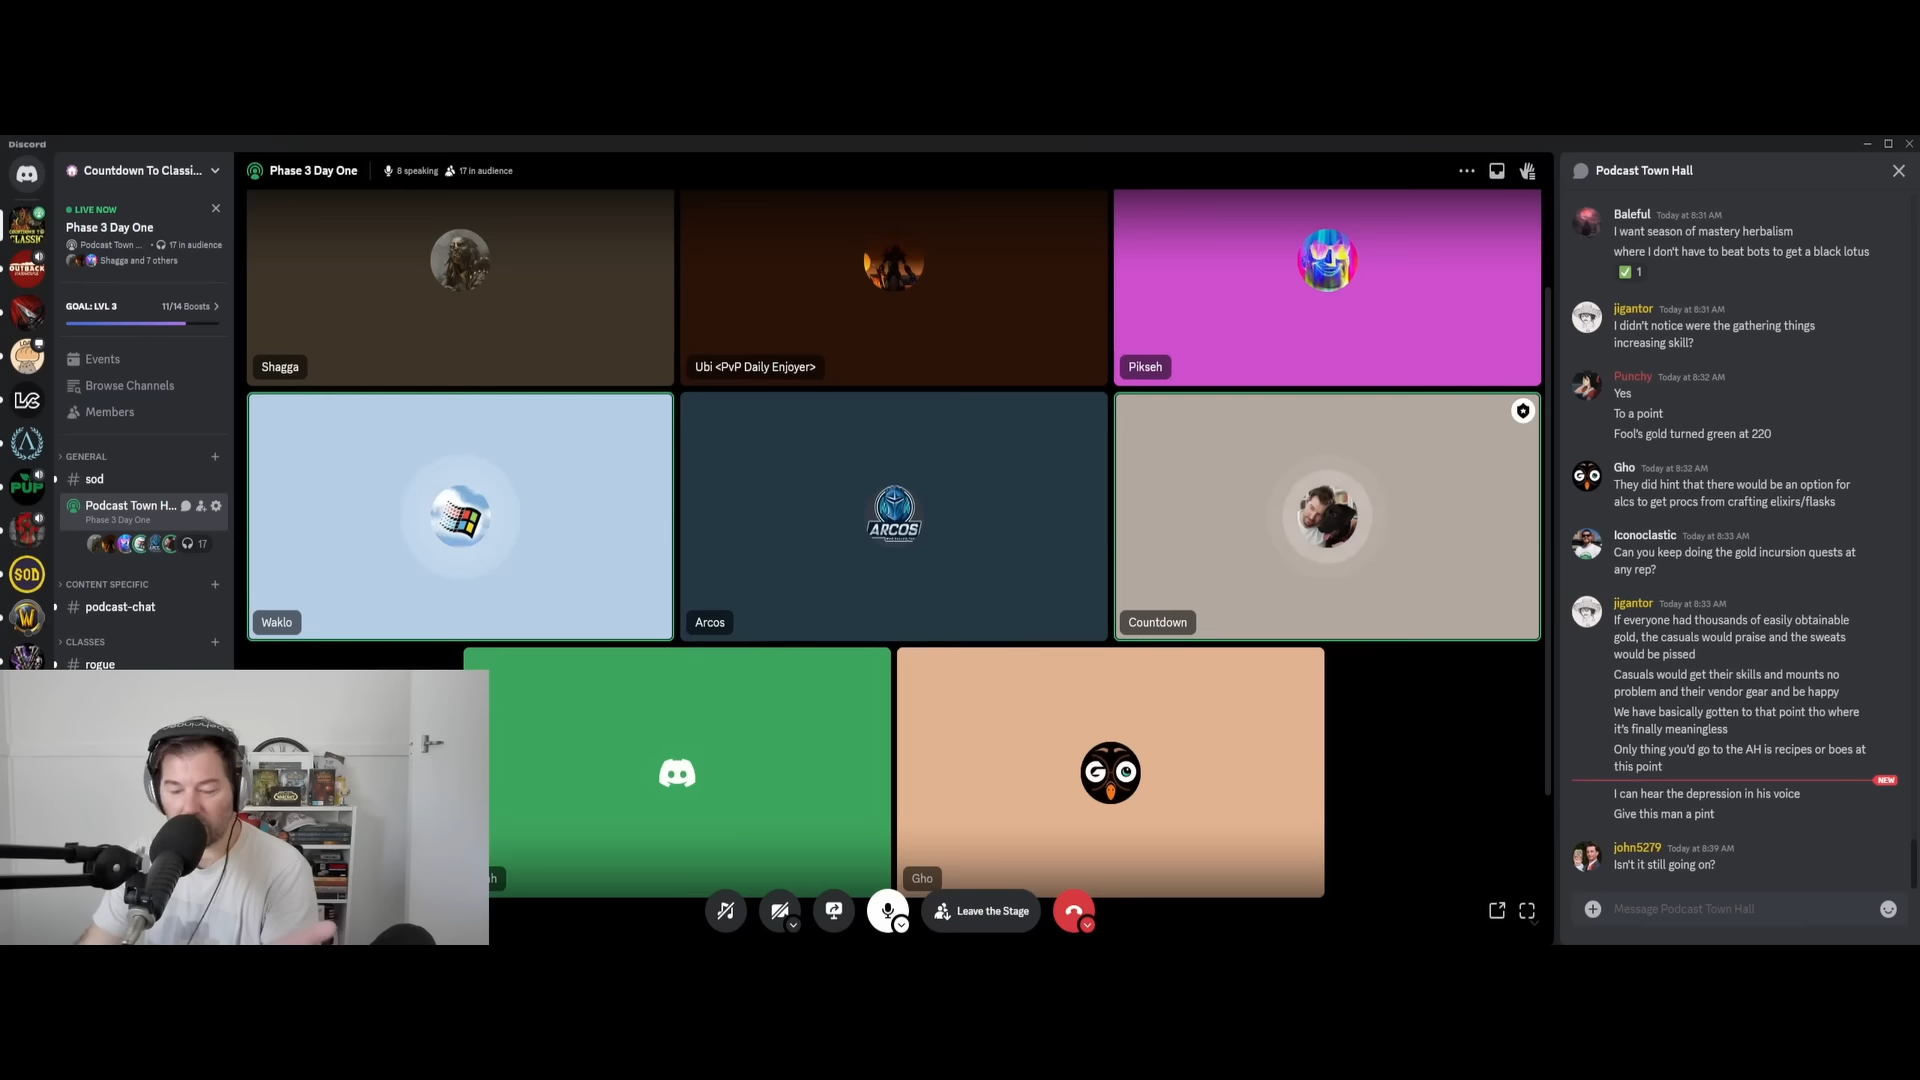 Discord
Countdown To Classi...
LIVE NOW
Phase 3 Day One
Podcast Town ... • 17 in audience
Shagga and 7 others
GOAL: LVL 3 11/14 Boosts >
Events
Browse Channels
Members
GENERAL
# sod
Podcast Town H...
Phase 3 Day One
17
CONTENT SPECIFIC
# podcast-chat
CLASSES
# rogue
CLASSIC
OUTBACK
LC
PUP
SOD
Phase 3 Day One 8 speaking 17 in audience
Shagga
Ubi <PvP Daily Enjoyer>
Pikseh
ARCOS
Waklo
Arcos
Countdown
Gho
Leave the Stage
Podcast Town Hall
Baleful Today at 8:31 AM
I want season of mastery herbalism
where I don't have to beat bots to get a black lotus
1
jigantor Today at 8:31 AM
I didn't notice were the gathering things
increasing skill?
Punchy Today at 8:32 AM
Yes
To a point
Fool's gold turned green at 220
Gho Today at 8:32 AM
They did hint that there would be an option for
alcs to get procs from crafting elixirs/flasks
Iconoclastic Today at 8:33 AM
Can you keep doing the gold incursion quests at
any rep?
jigantor Today at 8:33 AM
If everyone had thousands of easily obtainable
gold, the casuals would praise and the sweats
would be pissed
Casuals would get their skills and mounts no
problem and their vendor gear and be happy
We have basically gotten to that point tho where
it's finally meaningless
Only thing you'd go to the AH is recipes or boes at
this point
NEW
I can hear the depression in his voice
Give this man a pint
john5279 Today at 8:39 AM
Isn't it still going on?
Message Podcast Town Hall